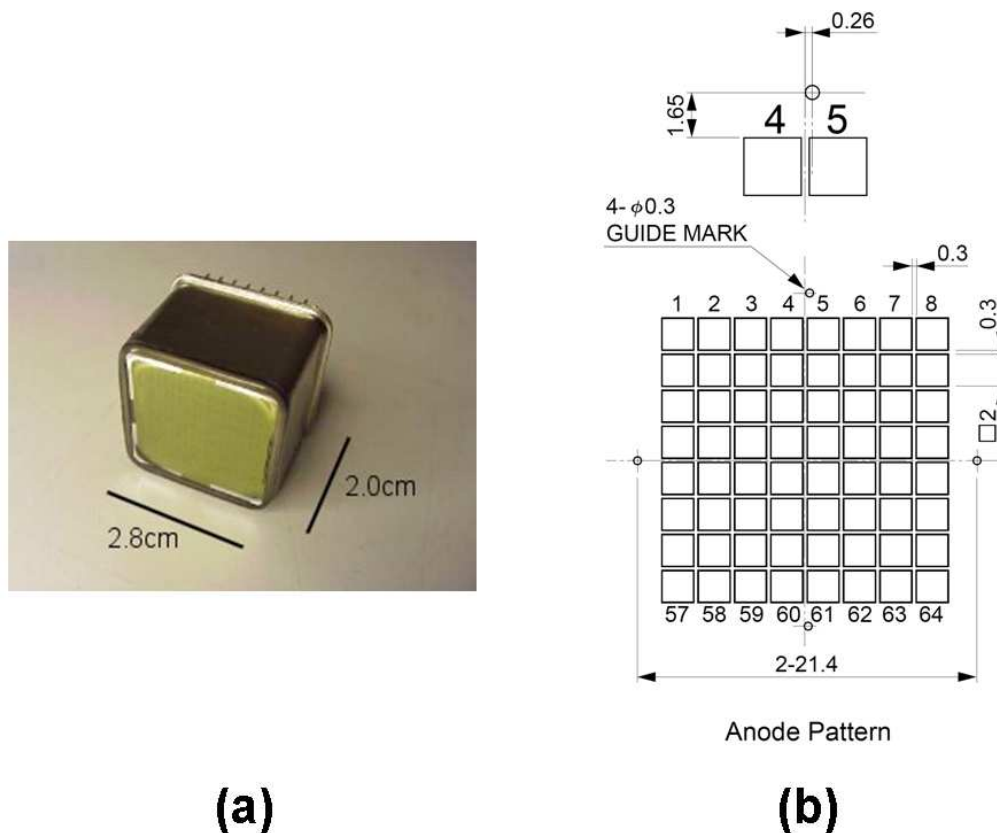 2.8cm
2.0cm
(a)
0.26
1.65
4 5
4- ϕ0.3
GUIDE MARK
0.3
1 2 3 4 5 6 7 8
0.3
□2
57 58 59 60 61 62 63 64
2-21.4
Anode Pattern
(b)